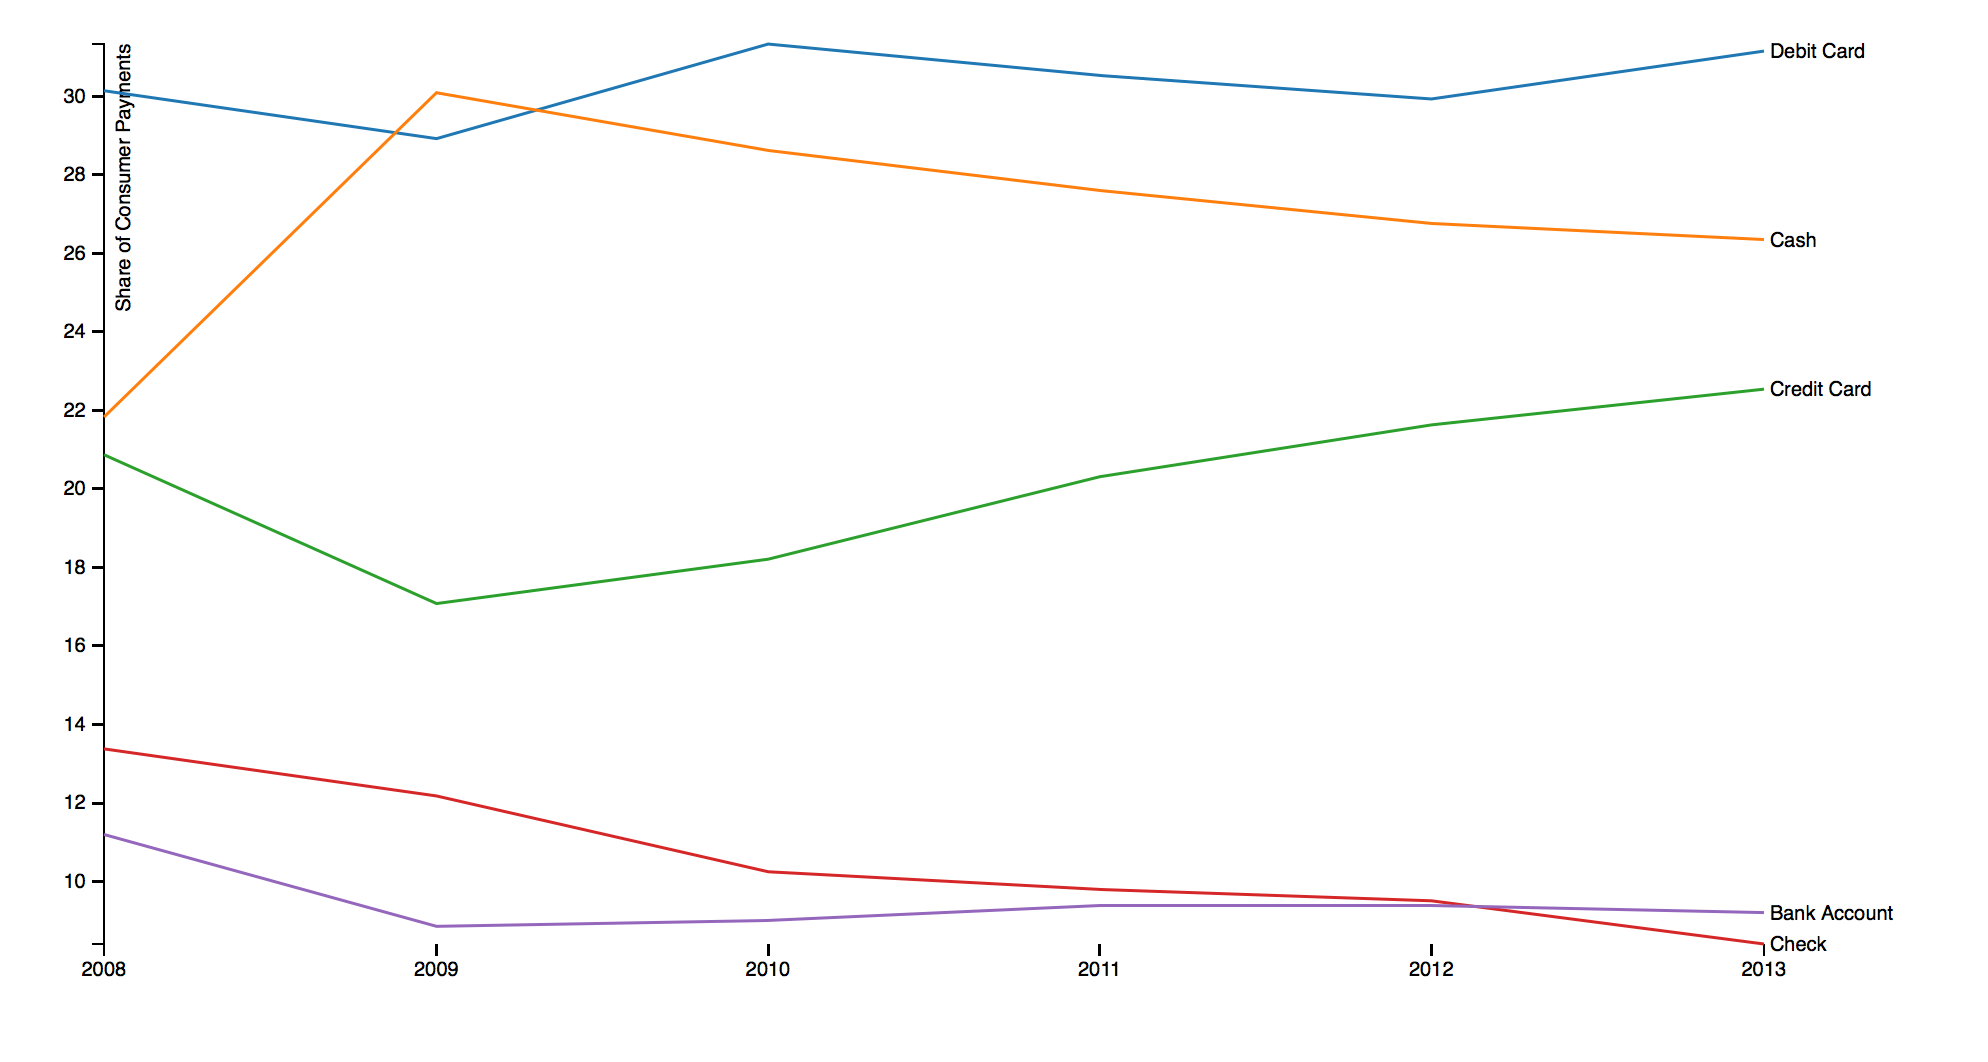 Share of Consumer Payments
30
28
26
24
22
20
18
16
14
12
10
2008 2009 2010 2011 2012 2013
Debit Card
Cash
Credit Card
Bank Account
Check